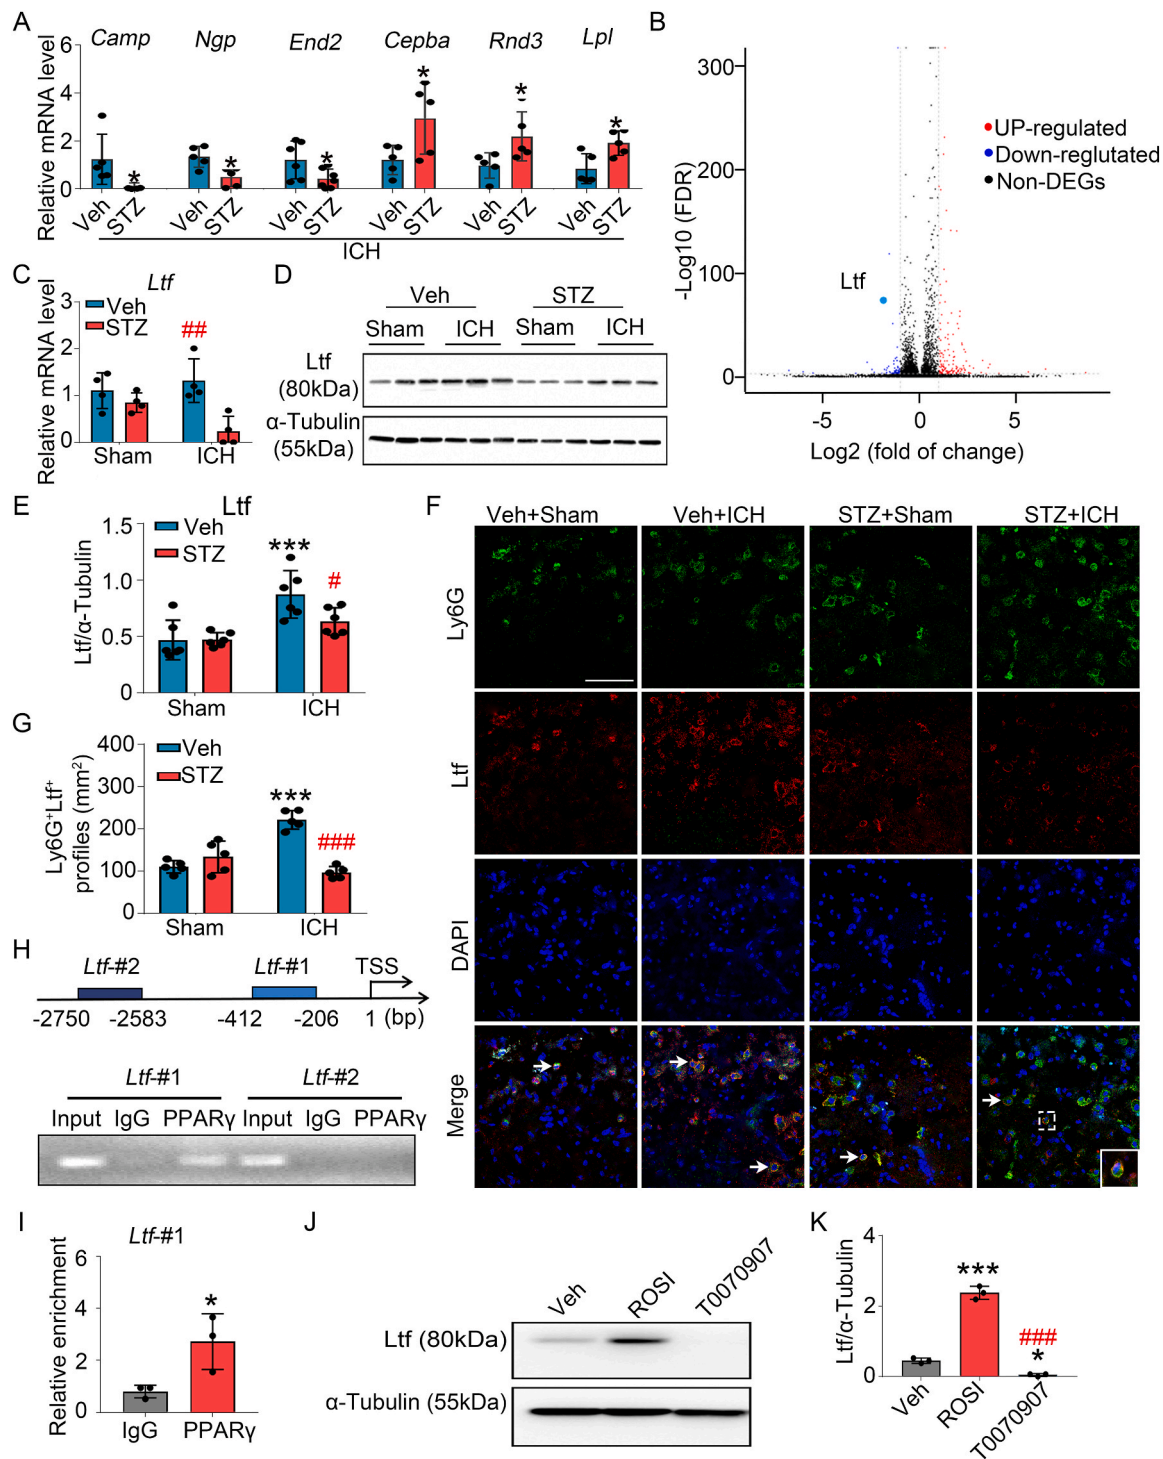 A
Camp Ngp End2 Cepba Rnd3 Lpl
Relative mRNA level
6
4
2
0
* * * * * *
Veh STZ Veh STZ Veh STZ Veh STZ Veh STZ Veh STZ
ICH
B
-Log10 (FDR)
300
200
100
0
UP-regulated
Down-reglutated
Non-DEGs
Ltf
-5 0 5
Log2 (fold of change)
C
Ltf
Relative mRNA level
3
2
1
0
Veh
STZ
##
Sham ICH
D
Veh STZ
Sham ICH Sham ICH
Ltf
(80kDa)
α-Tubulin
(55kDa)
E
Ltf
Ltf/α-Tubulin
1.5
1.0
0.5
0
Veh
STZ
***
#
Sham ICH
F
Veh+Sham Veh+ICH STZ+Sham STZ+ICH
Ly6G
Ltf
DAPI
Merge
G
Ly6G+Ltf+
profiles (mm²)
400
300
200
100
0
Veh
STZ
***
###
Sham ICH
H
Ltf-#2 Ltf-#1 TSS
-2750 -2583 -412 -206 1 (bp)
Ltf-#1 Ltf-#2
Input IgG PPARγ Input IgG PPARγ
I
Ltf-#1
Relative enrichment
6
4
2
0
*
IgG PPARγ
J
Veh ROSI T0070907
Ltf (80kDa)
α-Tubulin (55kDa)
K
Ltf/α-Tubulin
4
2
0
***
###
*
Veh ROSI T0070907